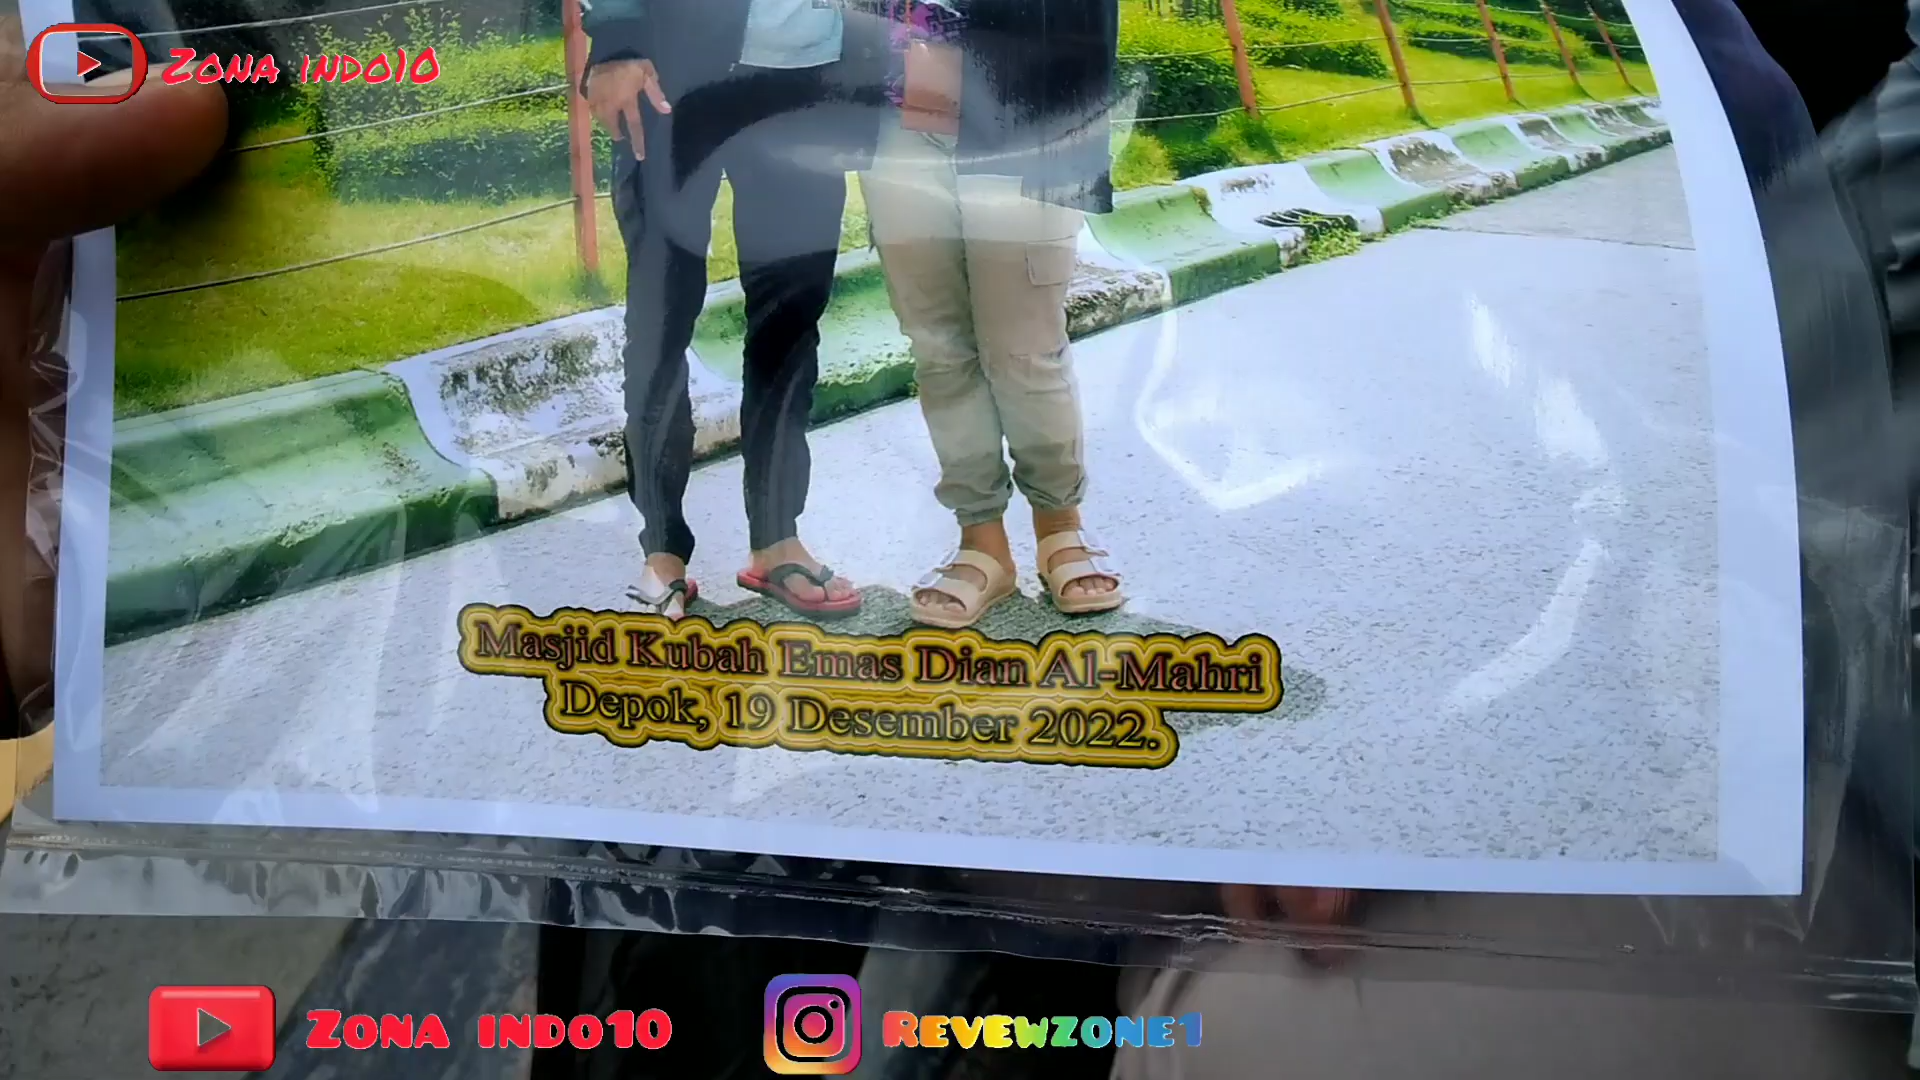 Zona indo10
Masjid Kubah Emas Dian Al-Mahri
Depok, 19 Desember 2022.
Zona indo10
Revewzone1